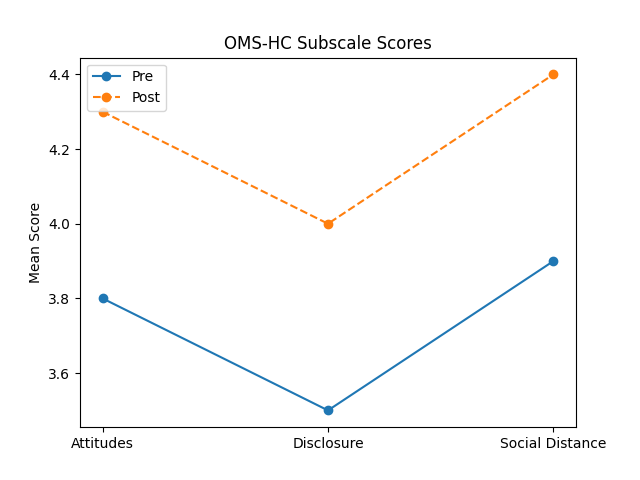 OMS-HC Subscale Scores
Pre
Post
Mean Score
4.4
4.2
4.0
3.8
3.6
Attitudes
Disclosure
Social Distance